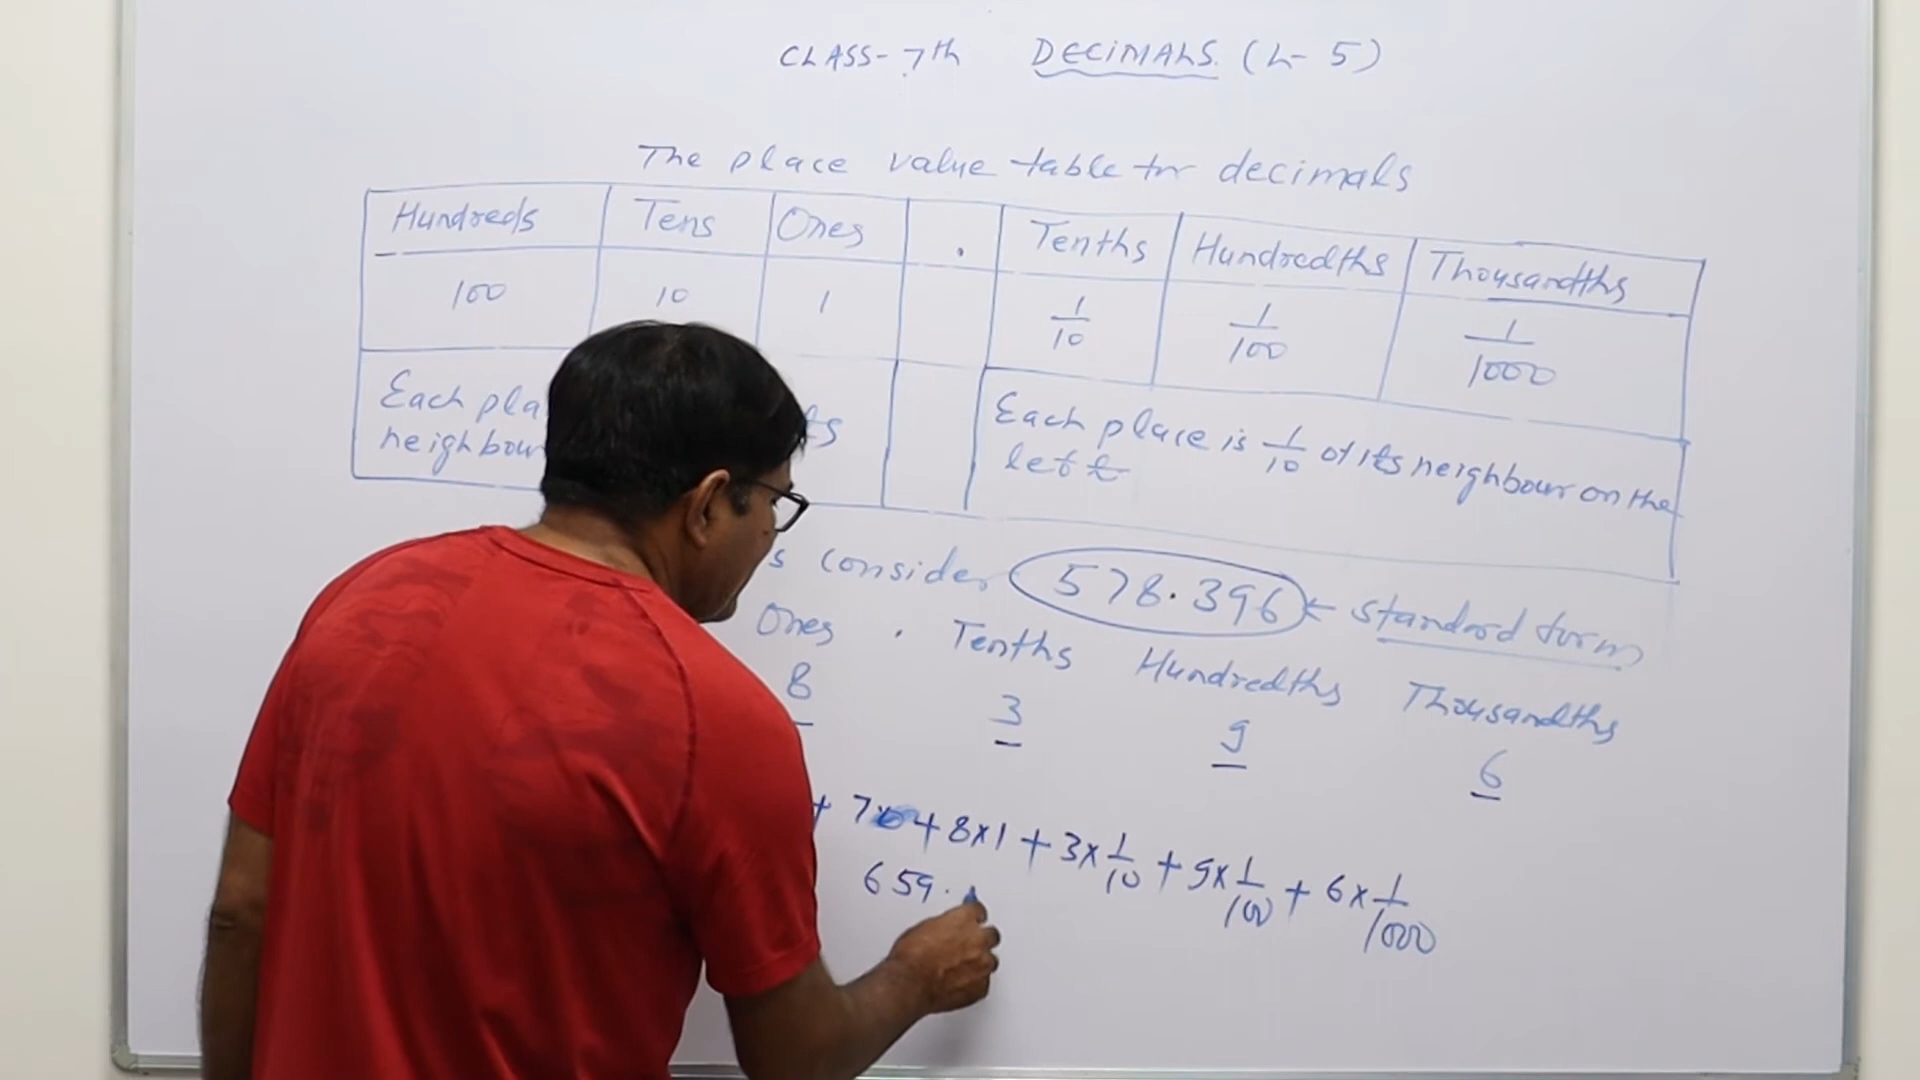 CLASS-7th DECIMALS. (L-5)
The place value table for decimals
Hundreds Tens Ones . Tenths Hundredths Thousandths
100 10 1 1/10 1/100 1/1000
Each
neighbour
Each place is 1/10 of its neighbour on the
left
consider 578.396 ← standard form
Ones . Tenths Hundredths Thousandths
8 3 9 6
+ 7 + 8×1 + 3×1/10 + 9×1/100 + 6×1/1000
659.